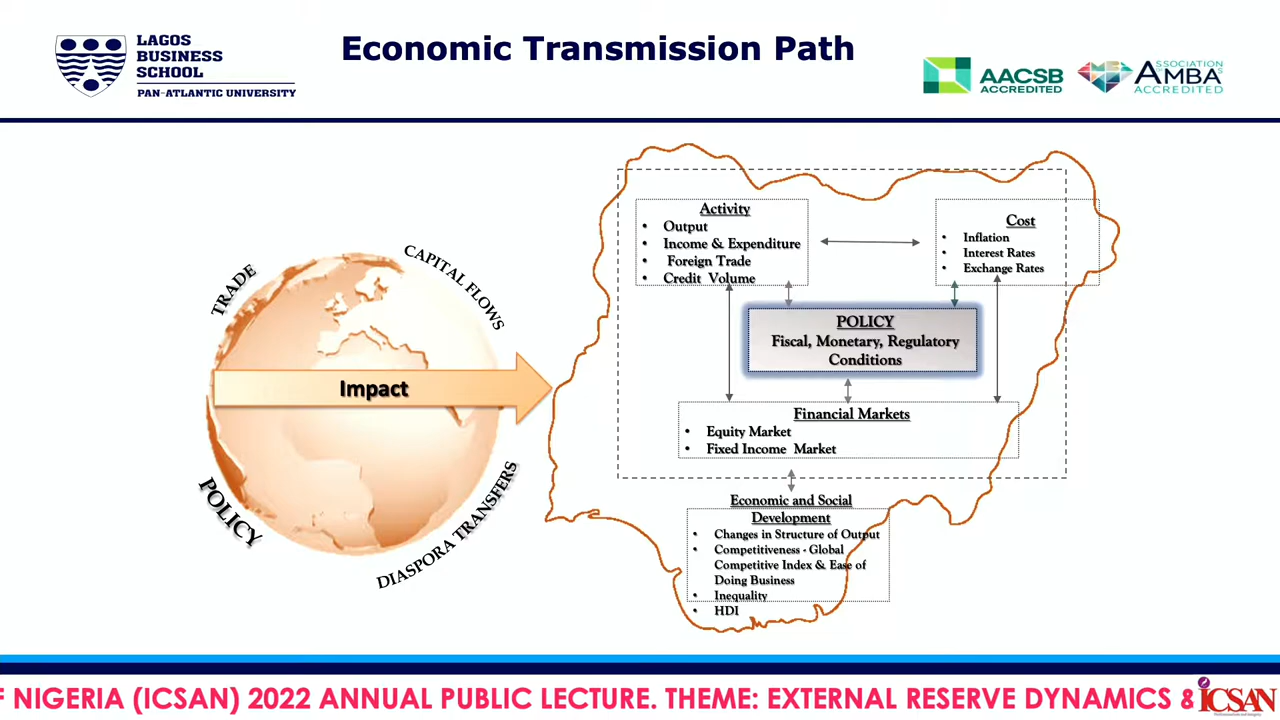 LAGOS
BUSINESS
SCHOOL
PAN-ATLANTIC UNIVERSITY
Economic Transmission Path
AACSB
ACCREDITED
ASSOCIATION
AMBA'S
ACCREDITED
TRADE
CAPITAL FLOWS
Impact
POLICY
DIASPORA TRANSFERS
Activity
• Output
• Income & Expenditure
• Foreign Trade
• Credit Volume
Cost
• Inflation
• Interest Rates
• Exchange Rates
POLICY
Fiscal, Monetary, Regulatory
Conditions
Financial Markets
• Equity Market
• Fixed Income Market
Economic and Social
Development
• Changes in Structure of Output
• Competitiveness - Global
Competitive Index & Ease of
Doing Business
• Inequality
• HDI
F NIGERIA (ICSAN) 2022 ANNUAL PUBLIC LECTURE. THEME: EXTERNAL RESERVE DYNAMICS &
ICSAN